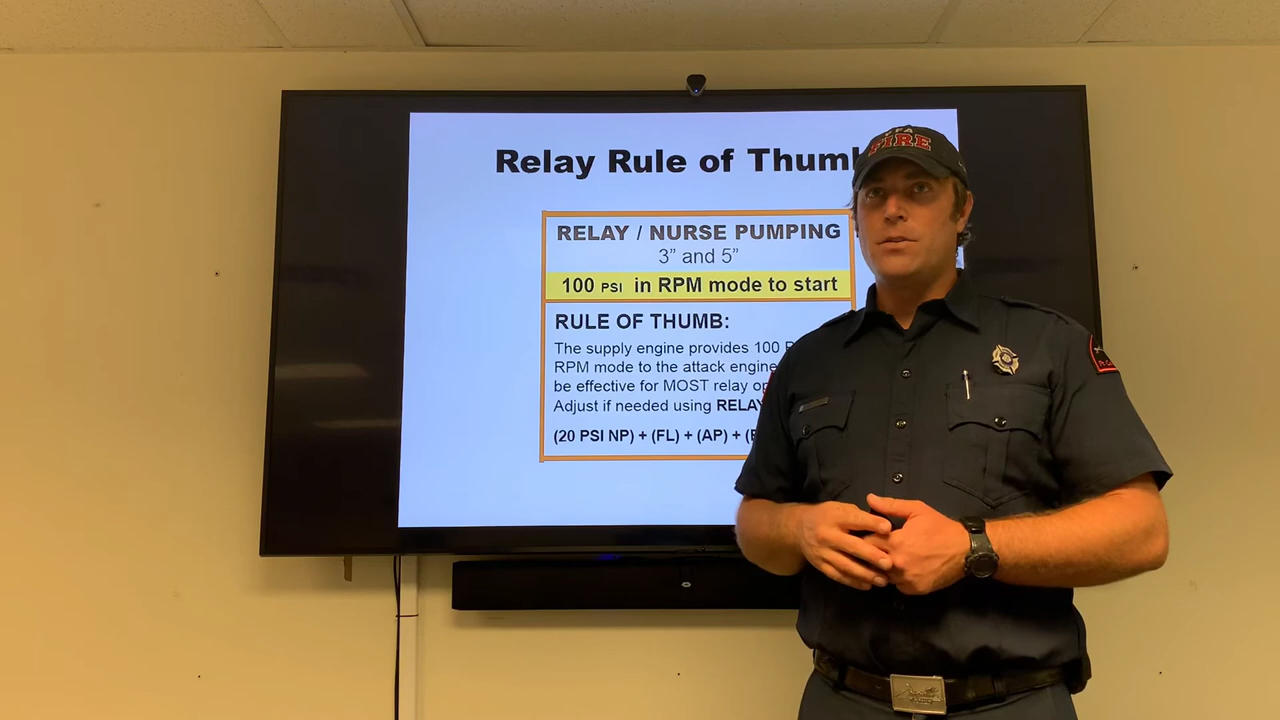 Relay Rule of Thumb
FIRE
RELAY / NURSE PUMPING
3” and 5”
100 PSI in RPM mode to start
RULE OF THUMB:
The supply engine provides 100
RPM mode to the attack engine
be effective for MOST relay
Adjust if needed using RELAY
(20 PSI NP) + (FL) + (AP) + (